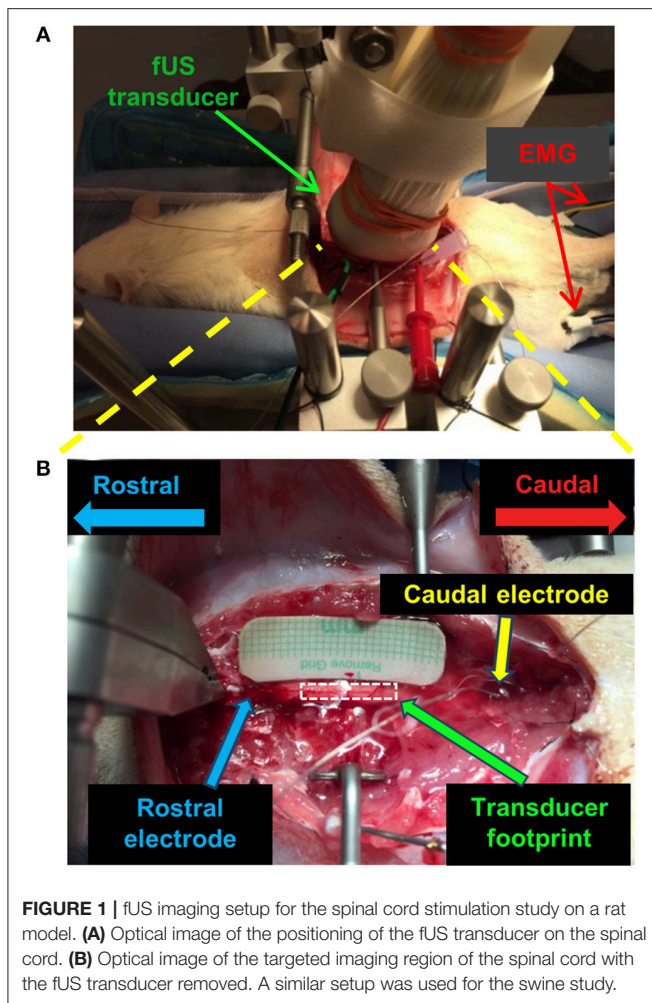 A
fUS
transducer
EMG
B
Rostral
Caudal
Caudal electrode
mm
Remove Grid
Rostral
electrode
Transducer
footprint
FIGURE 1 | fUS imaging setup for the spinal cord stimulation study on a rat
model. (A) Optical image of the positioning of the fUS transducer on the spinal
cord. (B) Optical image of the targeted imaging region of the spinal cord with
the fUS transducer removed. A similar setup was used for the swine study.